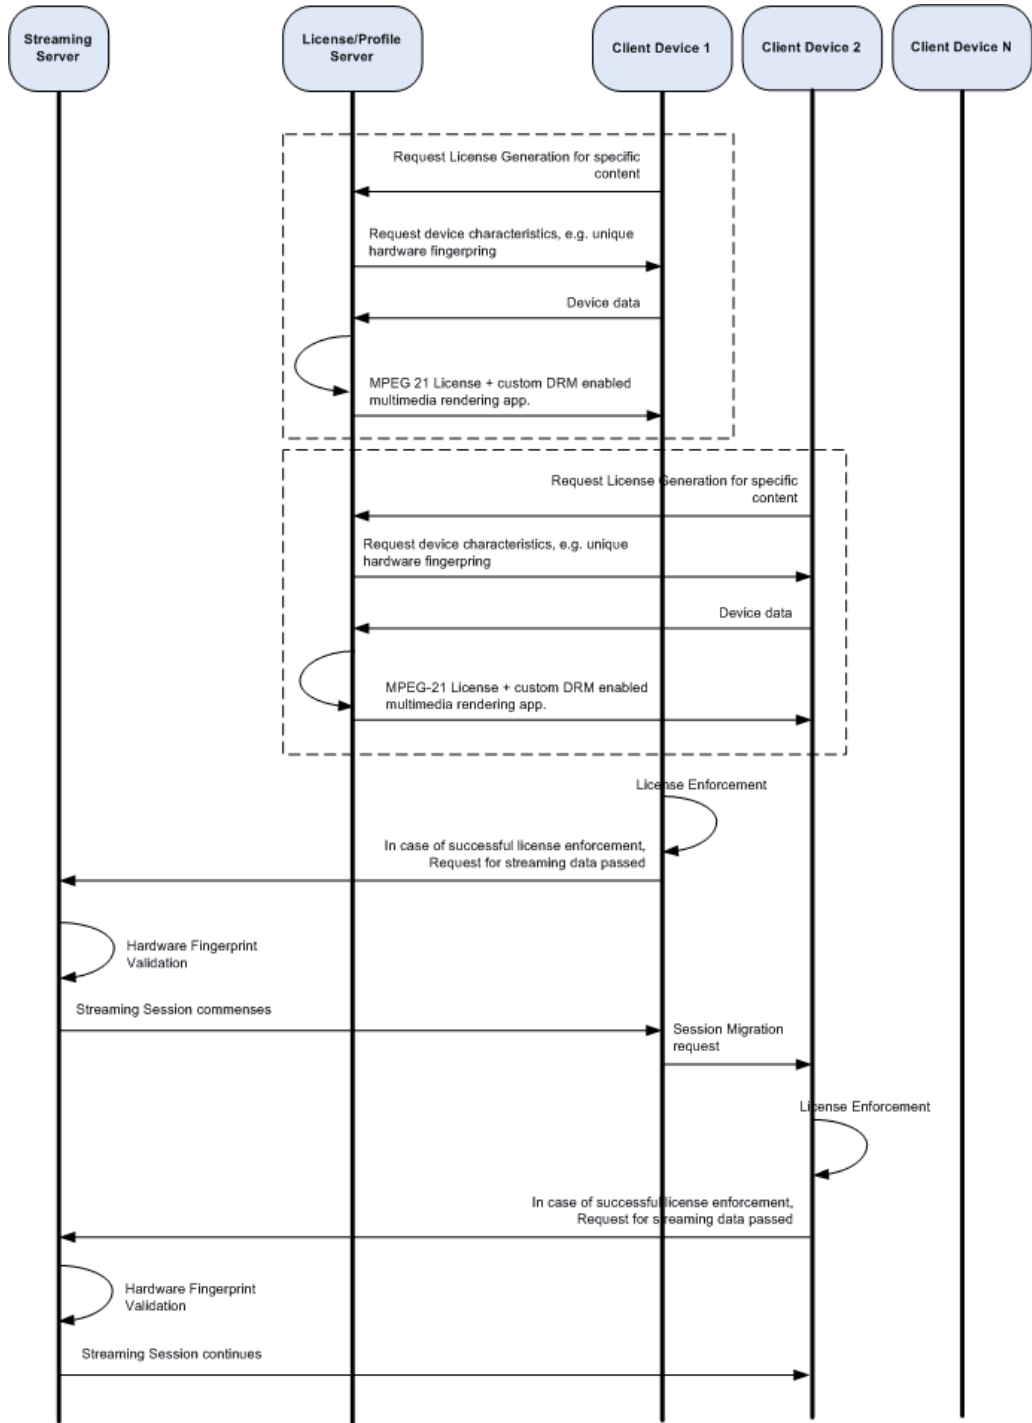 Streaming
Server
License/Profile
Server
Client Device 1
Client Device 2
Client Device N
Request License Generation for specific
content
Request device characteristics, e.g. unique
hardware fingerpring
Device data
MPEG 21 License + custom DRM enabled
multimedia rendering app.
Request License Generation for specific
content
Request device characteristics, e.g. unique
hardware fingerpring
Device data
MPEG-21 License + custom DRM enabled
multimedia rendering app.
License Enforcement
In case of successful license enforcement,
Request for streaming data passed
Hardware Fingerprint
Validation
Streaming Session commenses
Session Migration
request
License Enforcement
In case of successful license enforcement,
Request for streaming data passed
Hardware Fingerprint
Validation
Streaming Session continues